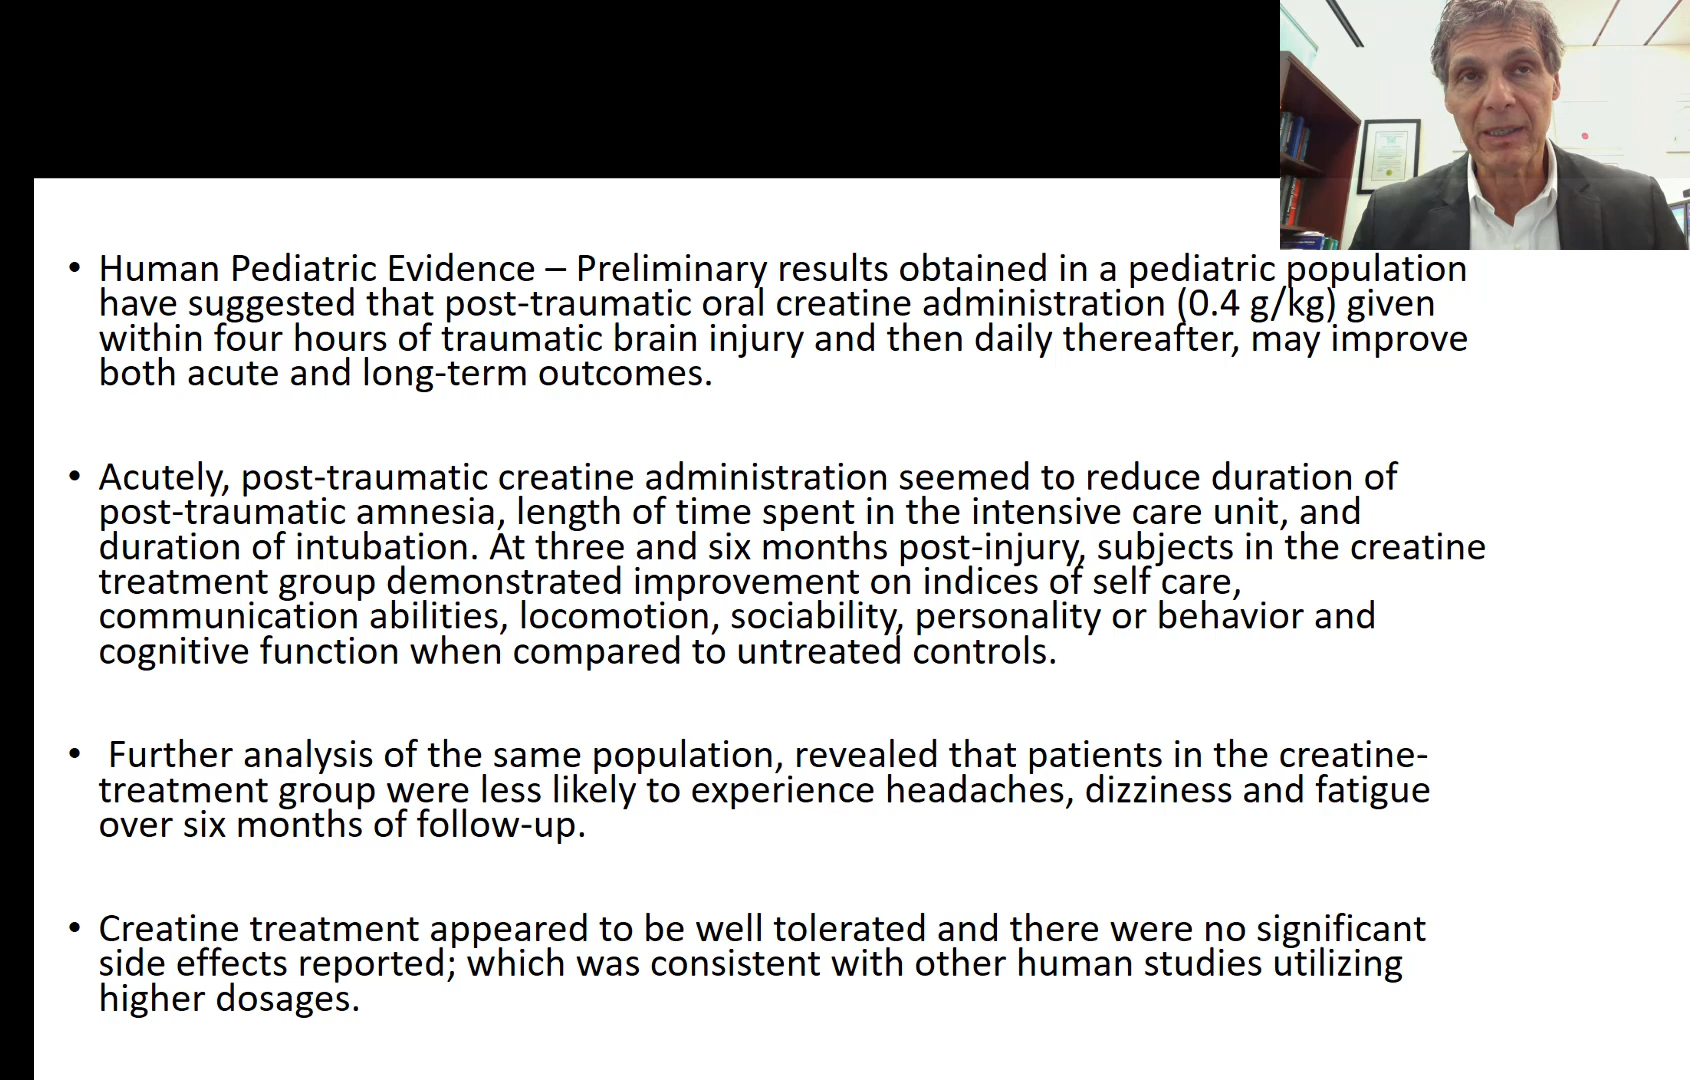 • Human Pediatric Evidence – Preliminary results obtained in a pediatric population
have suggested that post-traumatic oral creatine administration (0.4 g/kg) given
within four hours of traumatic brain injury and then daily thereafter, may improve
both acute and long-term outcomes.
• Acutely, post-traumatic creatine administration seemed to reduce duration of
post-traumatic amnesia, length of time spent in the intensive care unit, and
duration of intubation. At three and six months post-injury, subjects in the creatine
treatment group demonstrated improvement on indices of self care,
communication abilities, locomotion, sociability, personality or behavior and
cognitive function when compared to untreated controls.
• Further analysis of the same population, revealed that patients in the creatine-
treatment group were less likely to experience headaches, dizziness and fatigue
over six months of follow-up.
• Creatine treatment appeared to be well tolerated and there were no significant
side effects reported; which was consistent with other human studies utilizing
higher dosages.